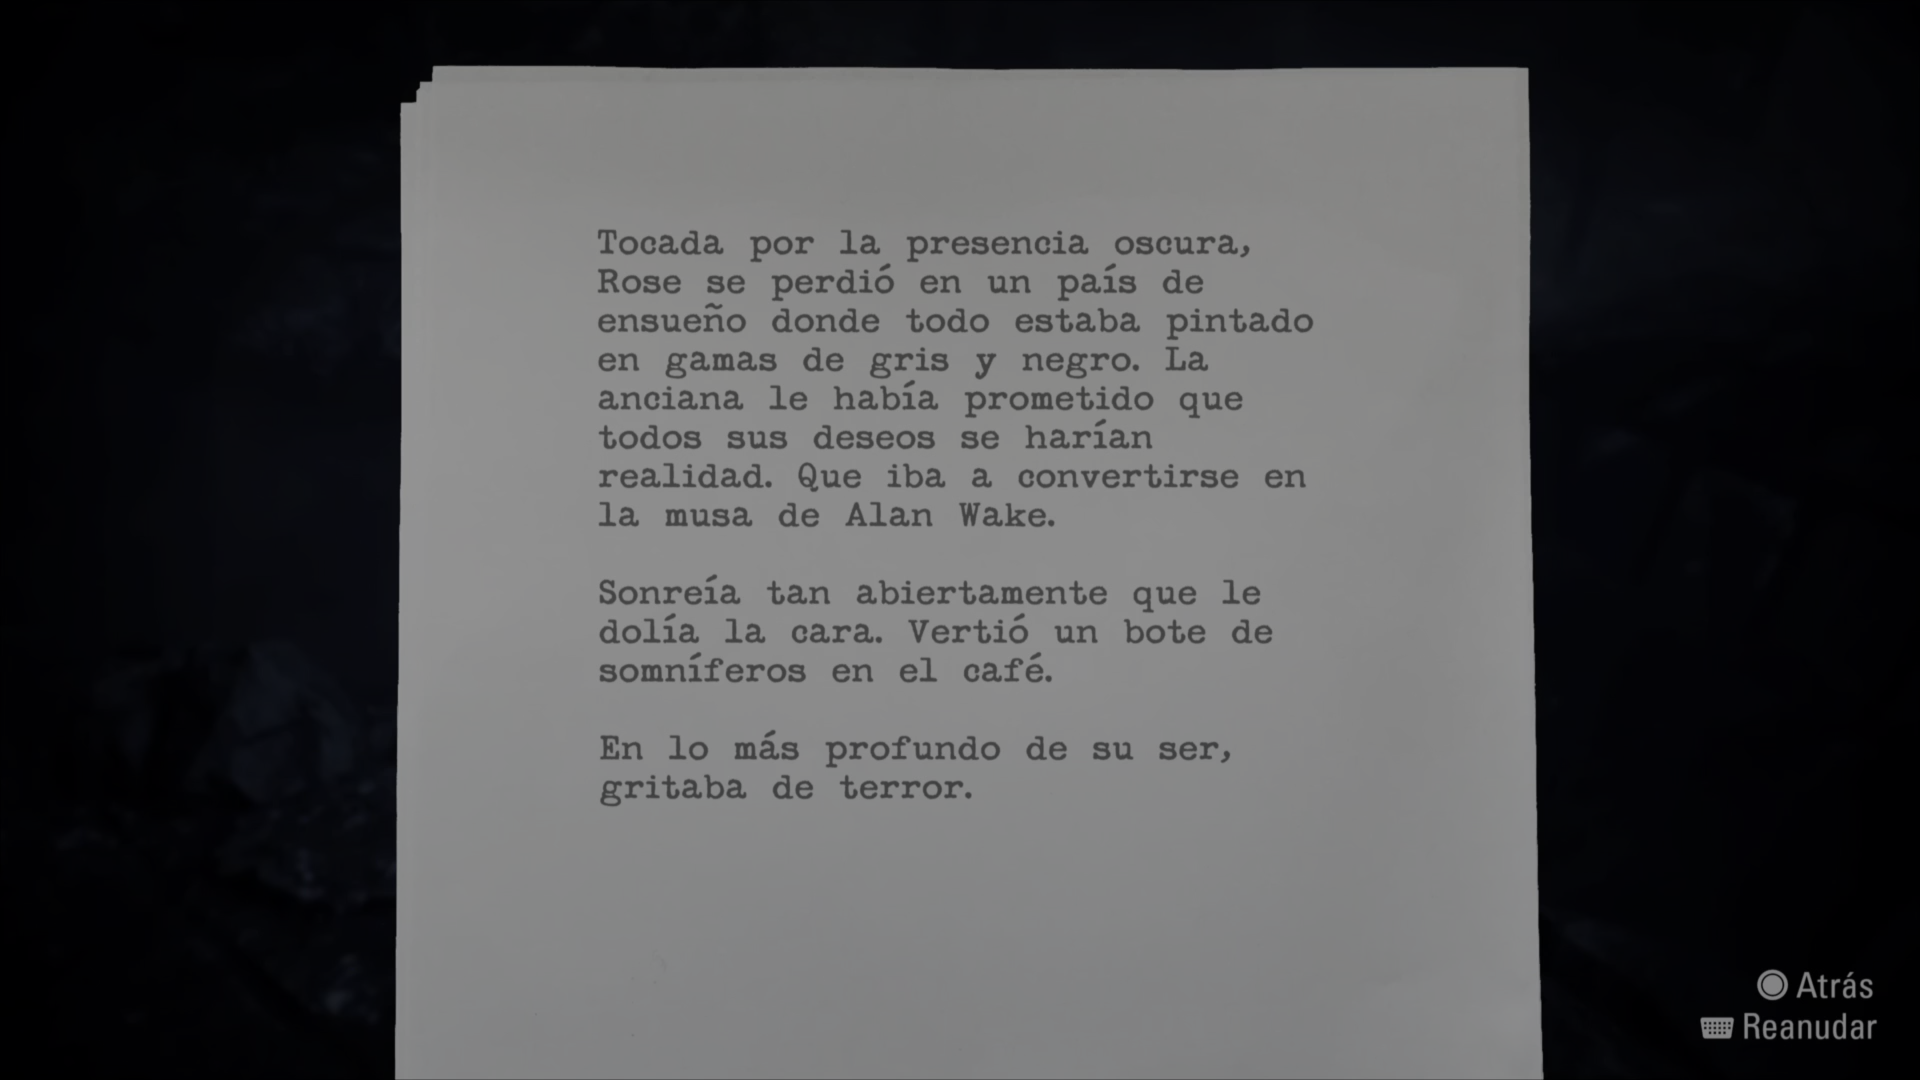 Tocada por la presencia oscura,
Rose se perdió en un país de
ensueño donde todo estaba pintado
en gamas de gris y negro. La
anciana le había prometido que
todos sus deseos se harían
realidad. Que iba a convertirse en
la musa de Alan Wake.
Sonreía tan abiertamente que le
dolía la cara. Vertió un bote de
somníferos en el café.
En lo más profundo de su ser,
gritaba de terror.
Atrás
Reanudar